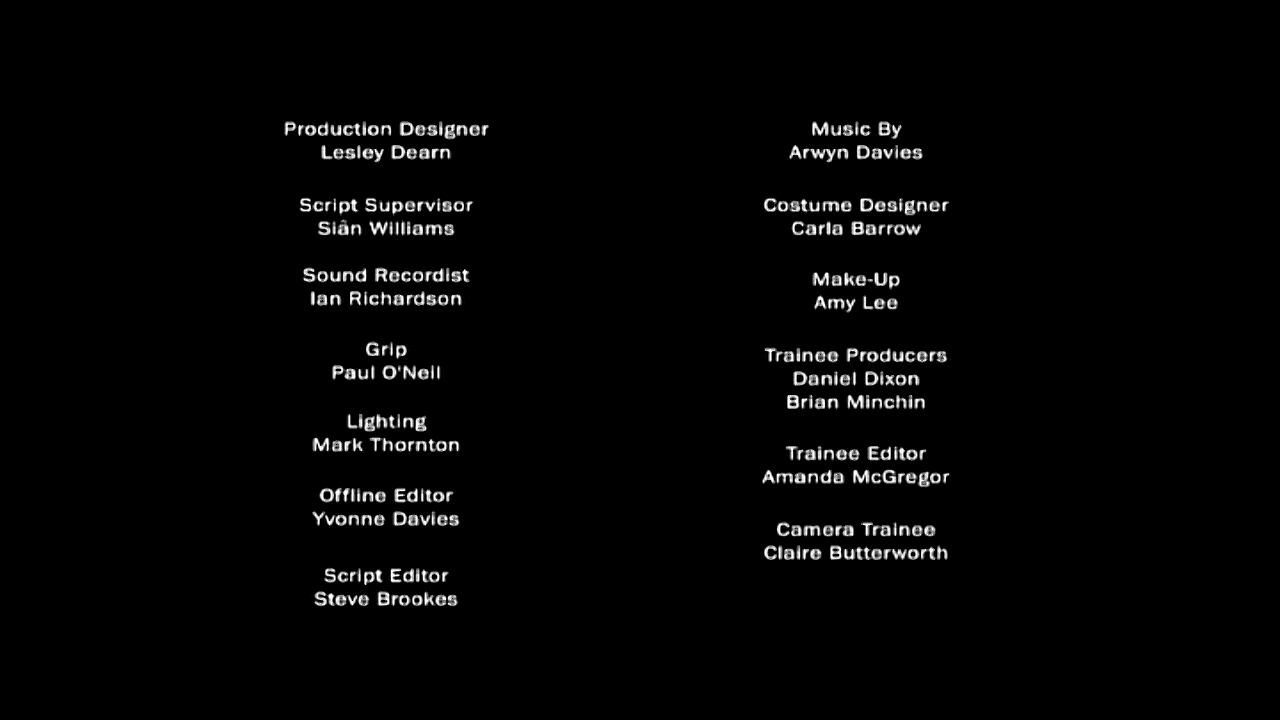 Production Designer
Lesley Dearn
Script Supervisor
Siân Williams
Sound Recordist
Ian Richardson
Grip
Paul O'Neil
Lighting
Mark Thornton
Offline Editor
Yvonne Davies
Script Editor
Steve Brookes
Music By
Arwyn Davies
Costume Designer
Carla Barrow
Make-Up
Amy Lee
Trainee Producers
Daniel Dixon
Brian Minchin
Trainee Editor
Amanda McGregor
Camera Trainee
Claire Butterworth